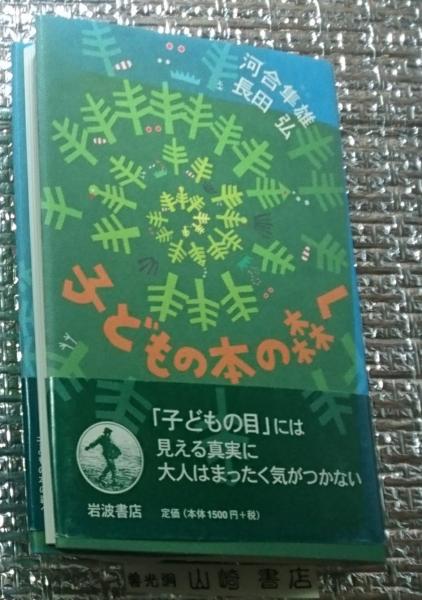 河合隼雄
長田 弘
子どもの本の森へ
「子どもの目」には
見える真実に
大人はまったく気がつかない
岩波書店
定価(本体1500円+税)
山崎 書店